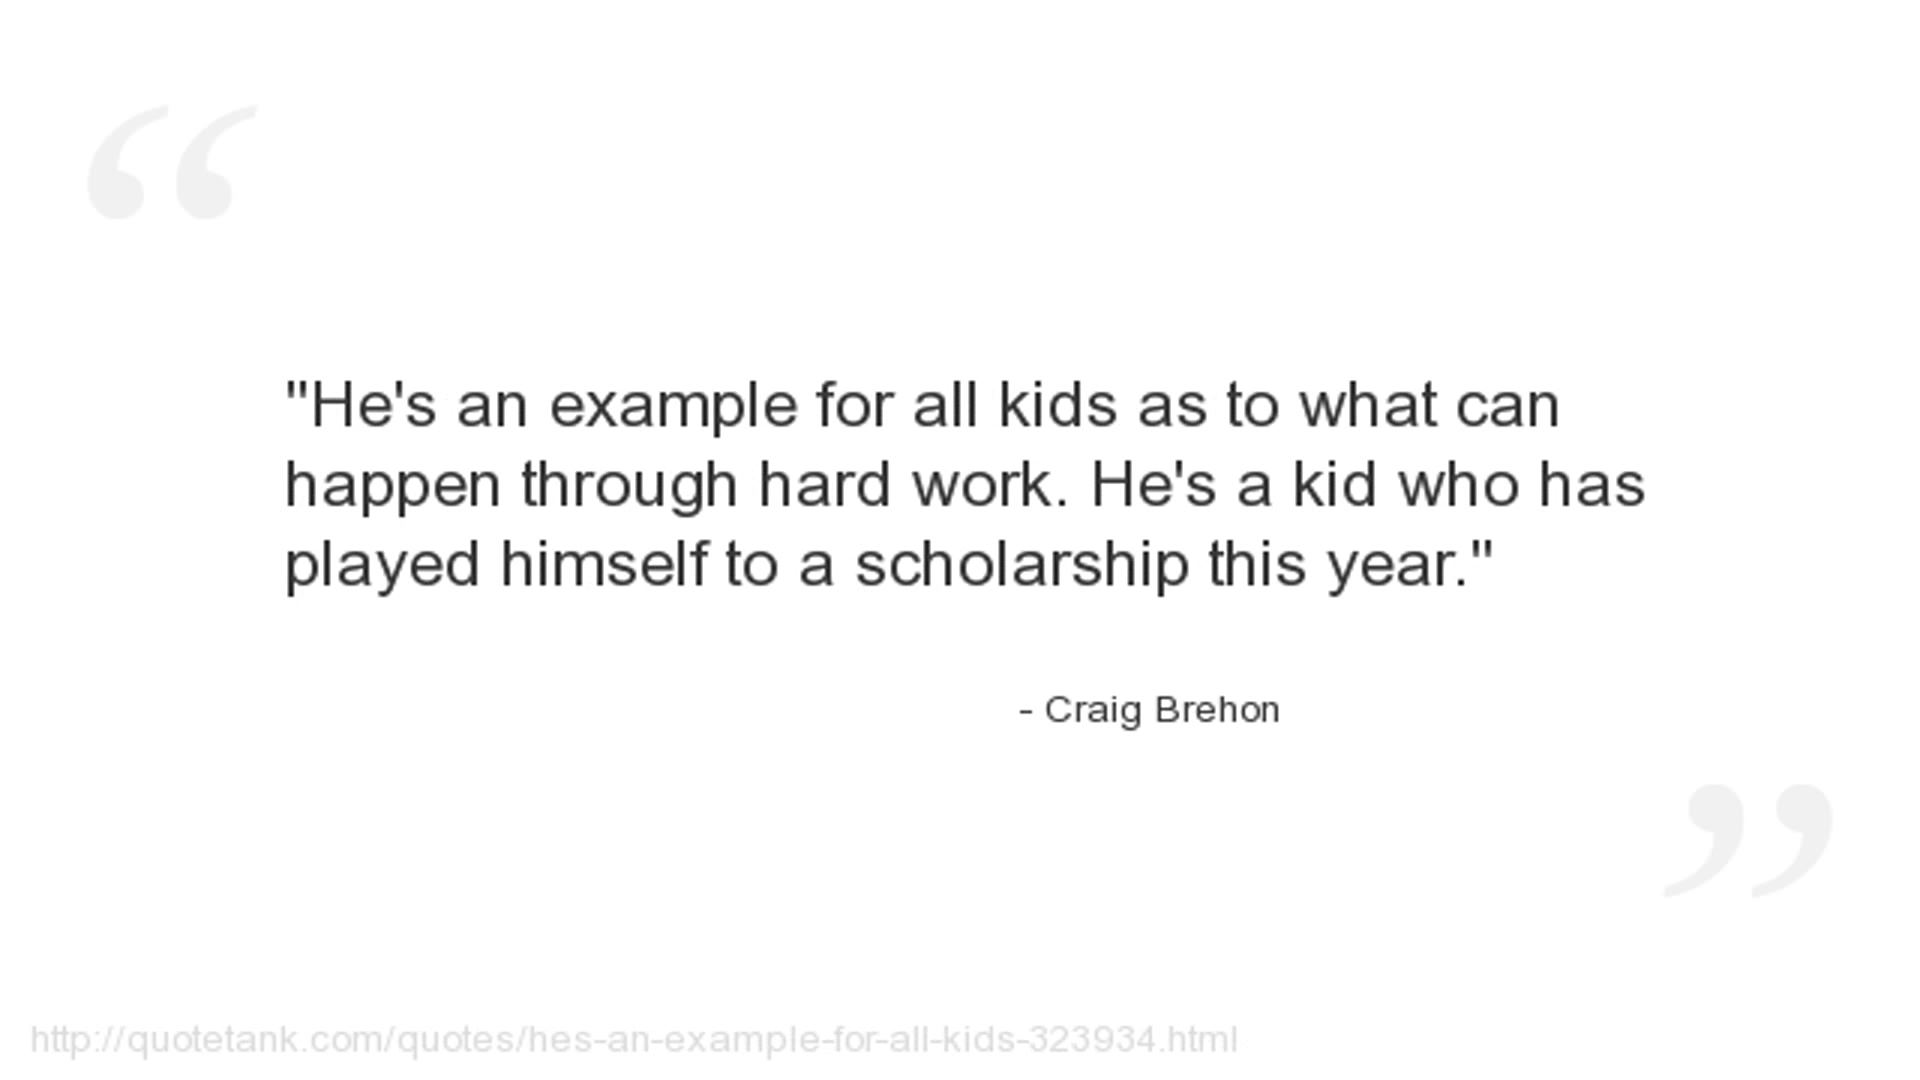 "He's an example for all kids as to what can
happen through hard work. He's a kid who has
played himself to a scholarship this year."
- Craig Brehon
http://quotetank.com/quotes/hes-an-example-for-all-kids-323934.html